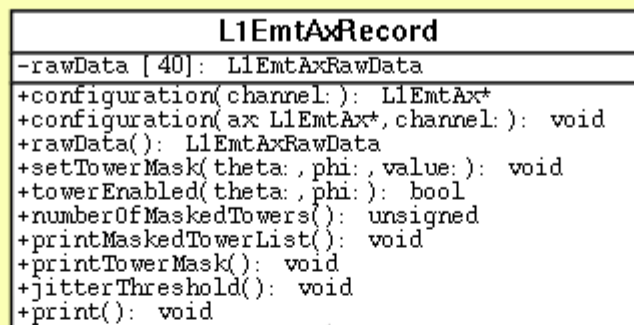 L1EmtAxRecord
-rawData [40]: L1EmtAxRawData
+configuration(channel: ): L1EmtAx*
+configuration(ax: L1EmtAx*, channel: ): void
+rawData(): L1EmtAxRawData
+setTowerMask(theta: , phi: , value: ): void
+towerEnabled(theta: , phi: ): bool
+numberOfMaskedTowers(): unsigned
+printMaskedTowerList(): void
+printTowerMask(): void
+jitterThreshold(): void
+print(): void